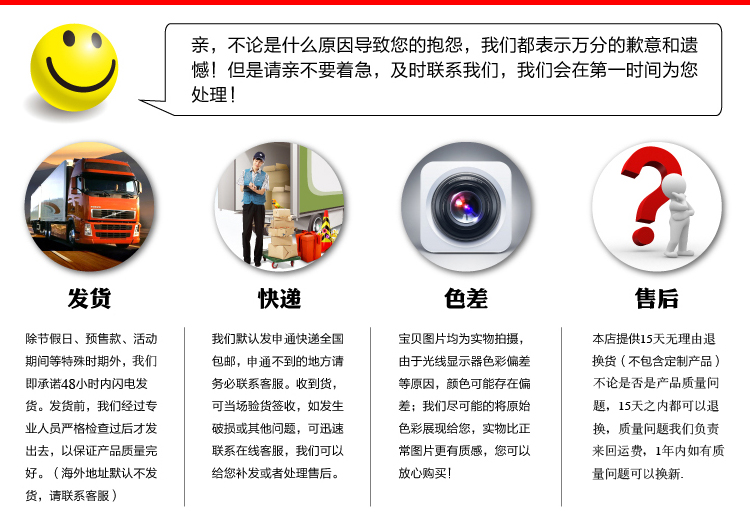 亲，不论是什么原因导致您的抱怨，我们都表示万分的歉意和遗
憾！但是请亲不要着急，及时联系我们，我们会在第一时间为您
处理！
发货
除节假日、预售款、活动
期间等特殊时期外，我们
即承诺48小时内闪电发
货。发货前，我们经过专
业人员严格检查过后才发
出去，以保证产品质量完
好。（海外地址默认不发
货，请联系客服）
快递
我们默认发申通快递全国
包邮，申通不到的地方请
务必联系客服。收到货，
可当场验货签收，如发生
破损或其他问题，可迅速
联系在线客服，我们可以
给您补发或者处理售后。
色差
宝贝图片均为实物拍摄，
由于光线显示器色彩偏差
等原因，颜色可能存在偏
差；我们尽可能的将原始
色彩展现给您，实物比正
常图片更有质感，您可以
放心购买！
售后
本店提供15天无理由退
换货（不包含定制产品）
不论是否是产品质量问
题，15天之内都可以退
换，质量问题我们负责
来回运费，1年内如有质
量问题可以换新.